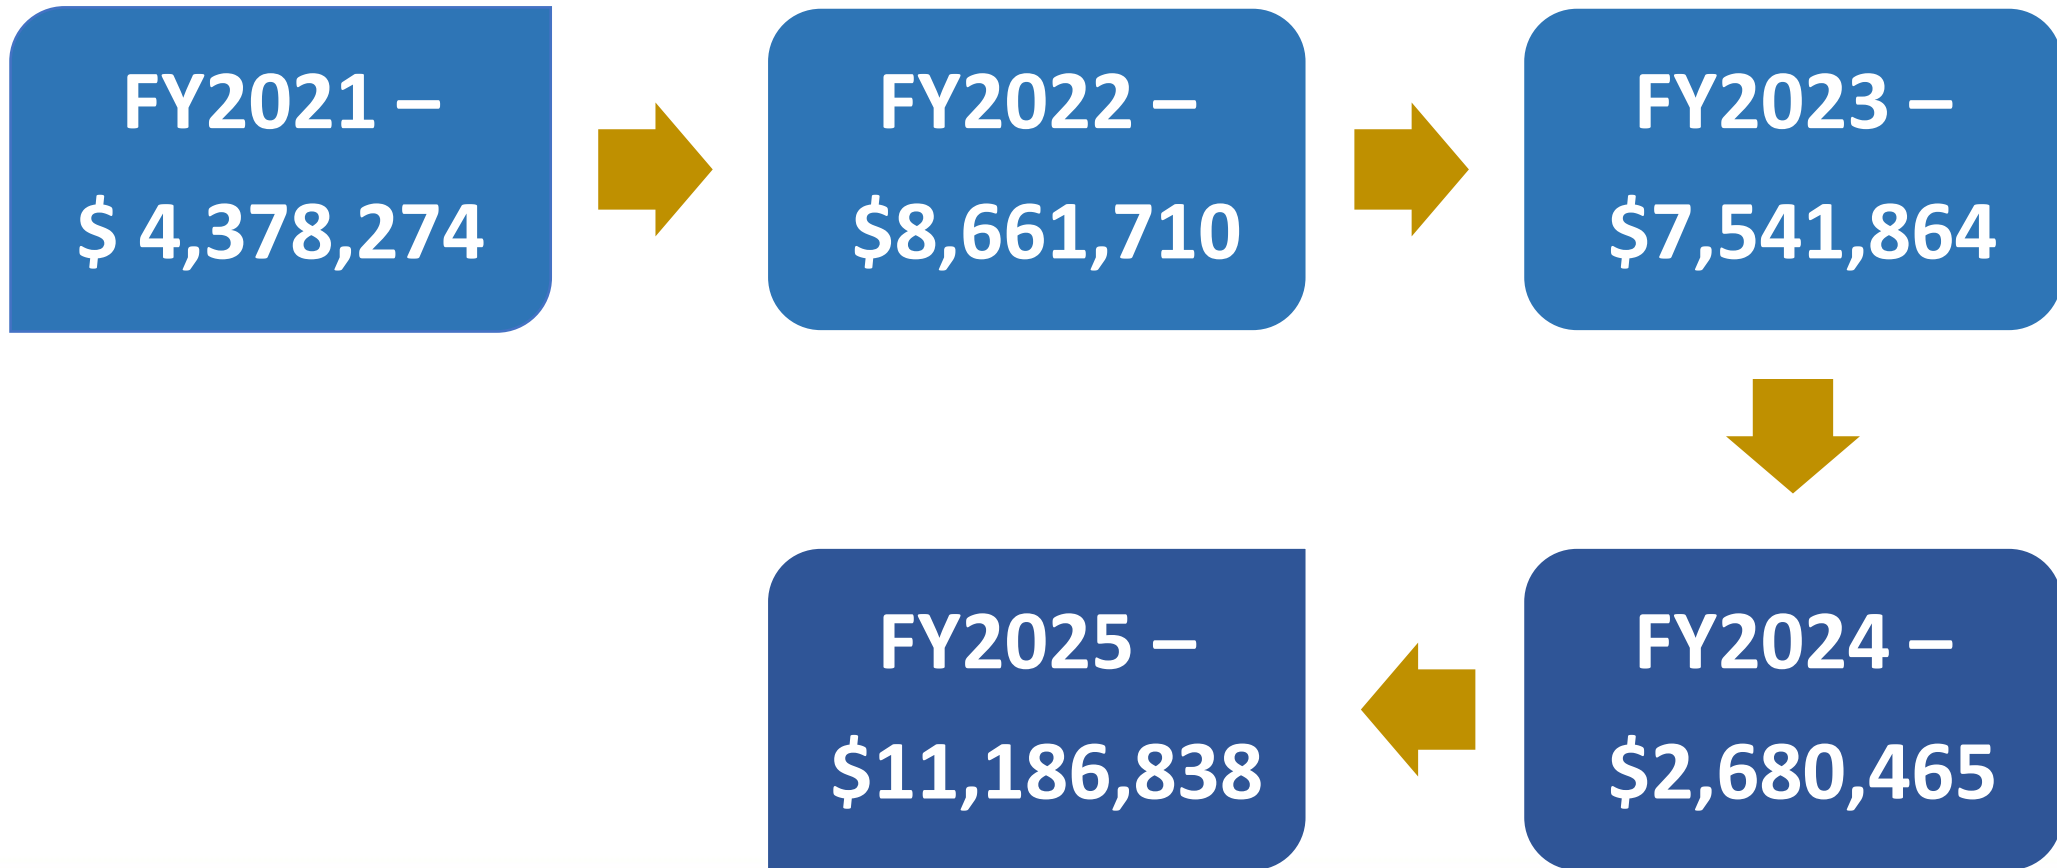 FY2021 –
$ 4,378,274
FY2022 –
$8,661,710
FY2023 –
$7,541,864
FY2024 –
$2,680,465
FY2025 –
$11,186,838